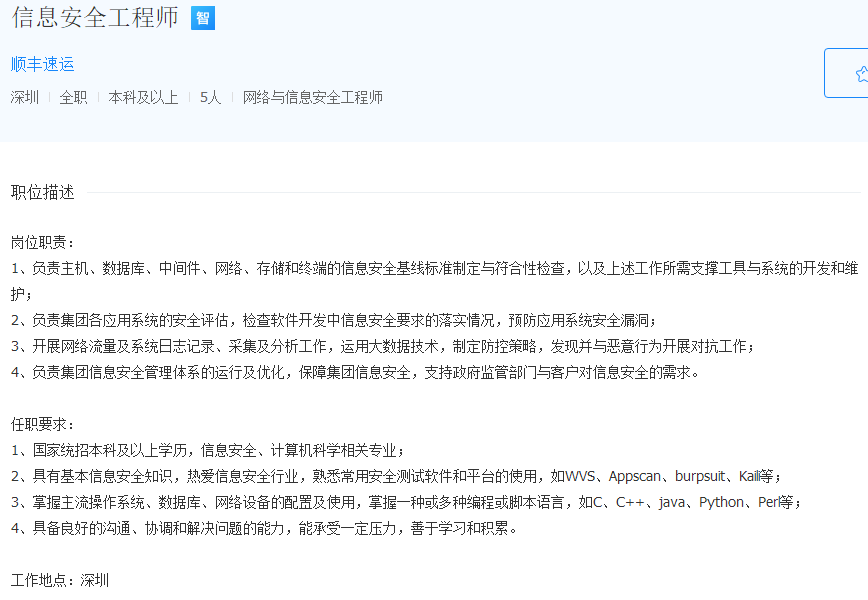 信息安全工程师 智
顺丰速运
深圳 全职 本科及以上 5人 网络与信息安全工程师
职位描述
岗位职责：
1、负责主机、数据库、中间件、网络、存储和终端的信息安全基线标准制定与符合性检查，以及上述工作所需支撑工具与系统的开发和维
护；
2、负责集团各应用系统的安全评估，检查软件开发中信息安全要求的落实情况，预防应用系统安全漏洞；
3、开展网络流量及系统日志记录、采集及分析工作，运用大数据技术，制定防控策略，发现并与恶意行为开展对抗工作；
4、负责集团信息安全管理体系的运行及优化，保障集团信息安全，支持政府监管部门与客户对信息安全的需求。
任职要求：
1、国家统招本科及以上学历，信息安全、计算机科学相关专业；
2、具有基本信息安全知识，热爱信息安全行业，熟悉常用安全测试软件和平台的使用，如WVS、Appscan、burpsuit、Kali等；
3、掌握主流操作系统、数据库、网络设备的配置及使用，掌握一种或多种编程或脚本语言，如C、C++、java、Python、Perl等；
4、具备良好的沟通、协调和解决问题的能力，能承受一定压力，善于学习和积累。
工作地点：深圳